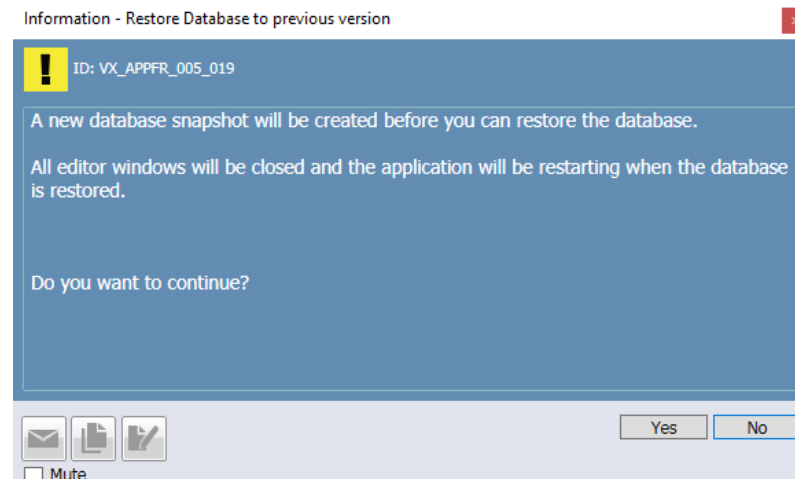 Information - Restore Database to previous version
ID: VX_APPFR_005_019
A new database snapshot will be created before you can restore the database.
All editor windows will be closed and the application will be restarting when the database
is restored.
Do you want to continue?
Yes
No
Mute